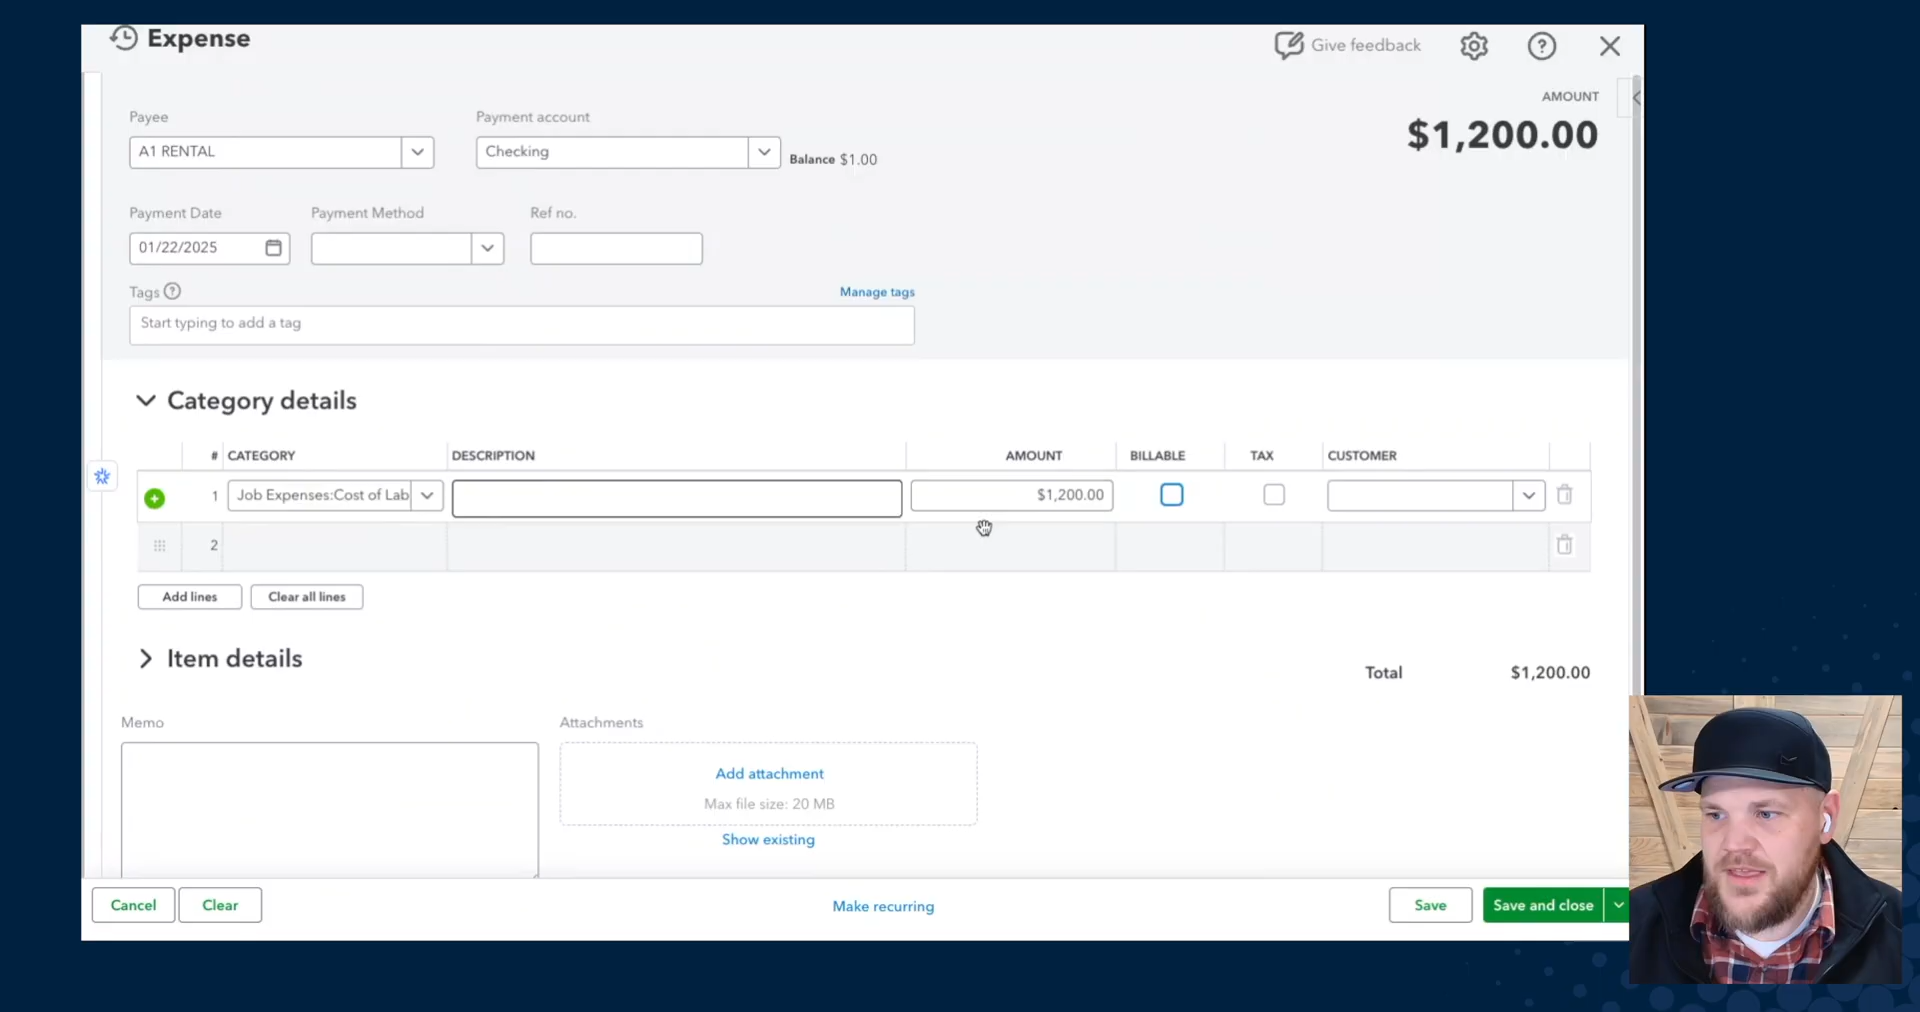 Expense
Give feedback
AMOUNT
$1,200.00
Payee
Payment account
A1 RENTAL
Checking
Balance $1.00
Payment Date
Payment Method
Ref no.
01/22/2025
Tags
Manage tags
Start typing to add a tag
Category details
# CATEGORY DESCRIPTION AMOUNT BILLABLE TAX CUSTOMER
1 Job Expenses:Cost of Lab $1,200.00
2
Add lines
Clear all lines
Item details
Total $1,200.00
Memo
Attachments
Add attachment
Max file size: 20 MB
Show existing
Cancel
Clear
Make recurring
Save
Save and close